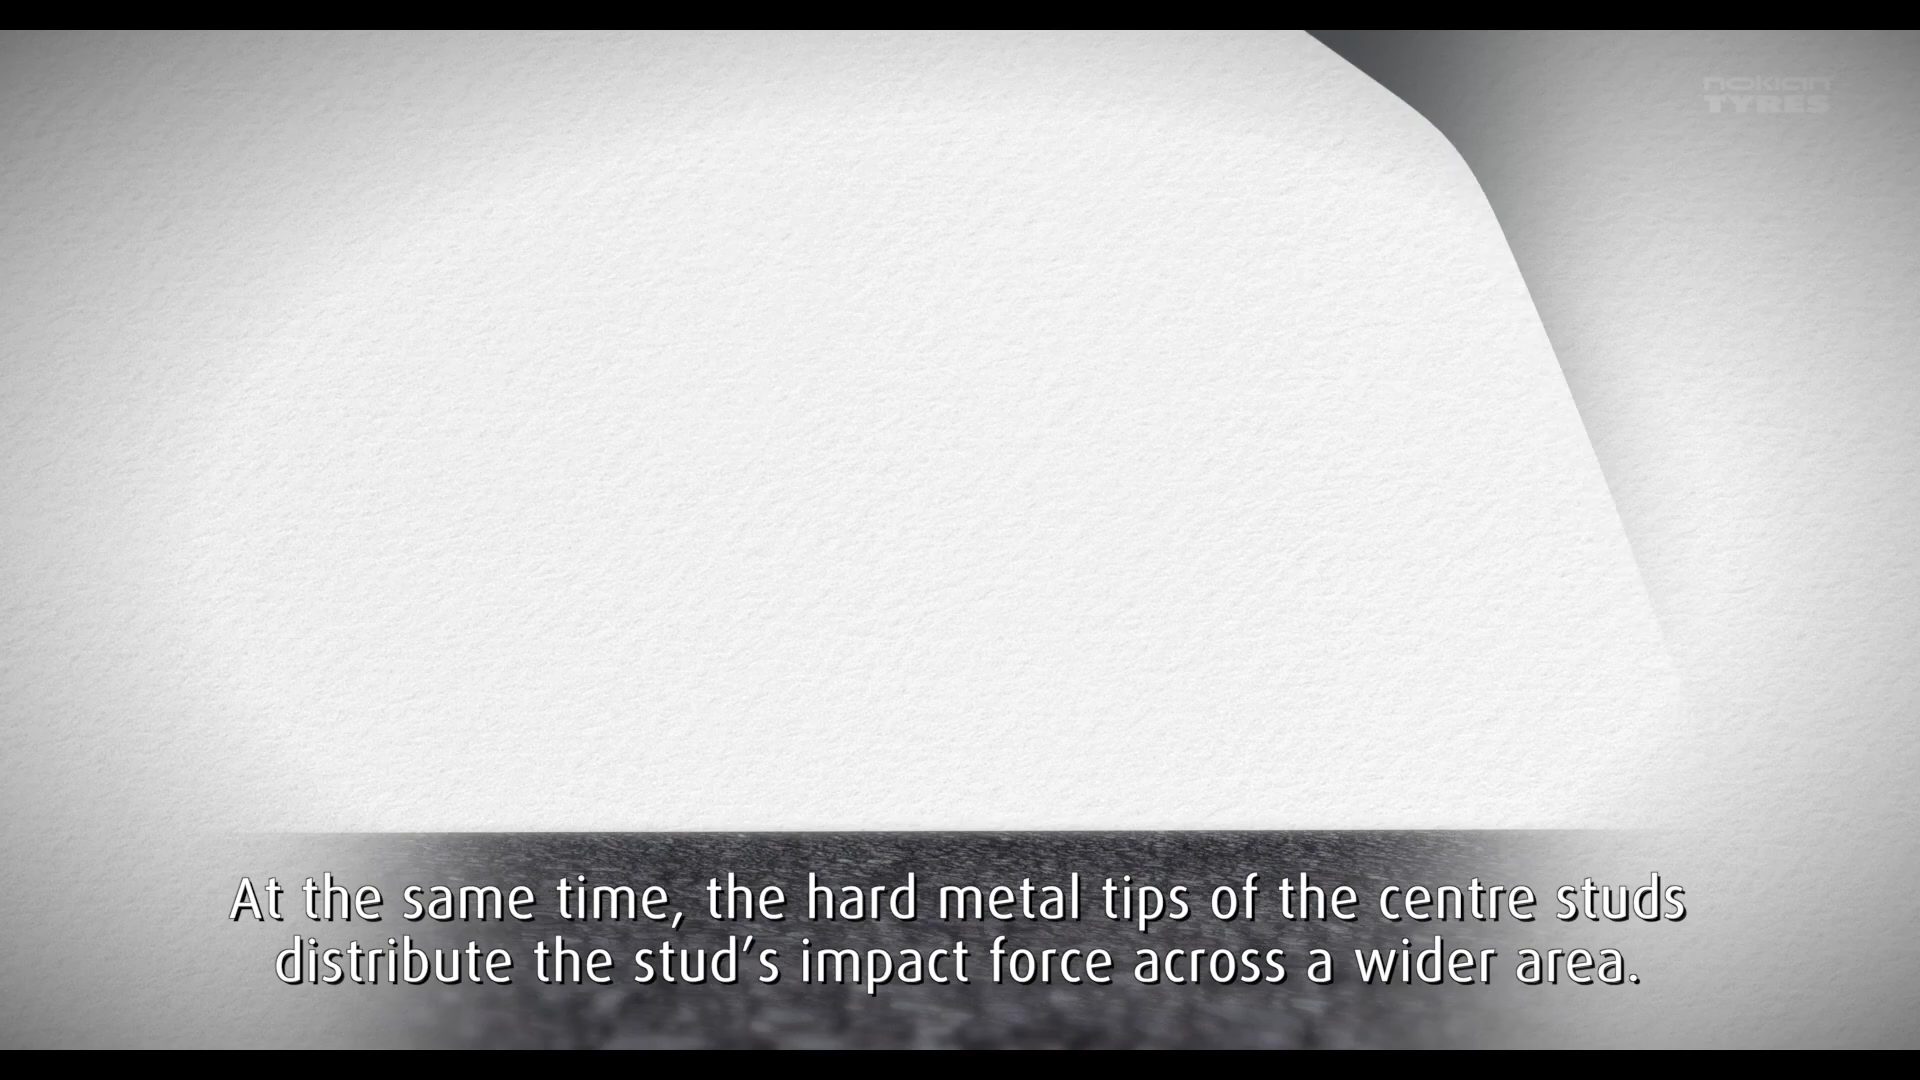 nokian
TYRES
At the same time, the hard metal tips of the centre studs
distribute the stud’s impact force across a wider area.